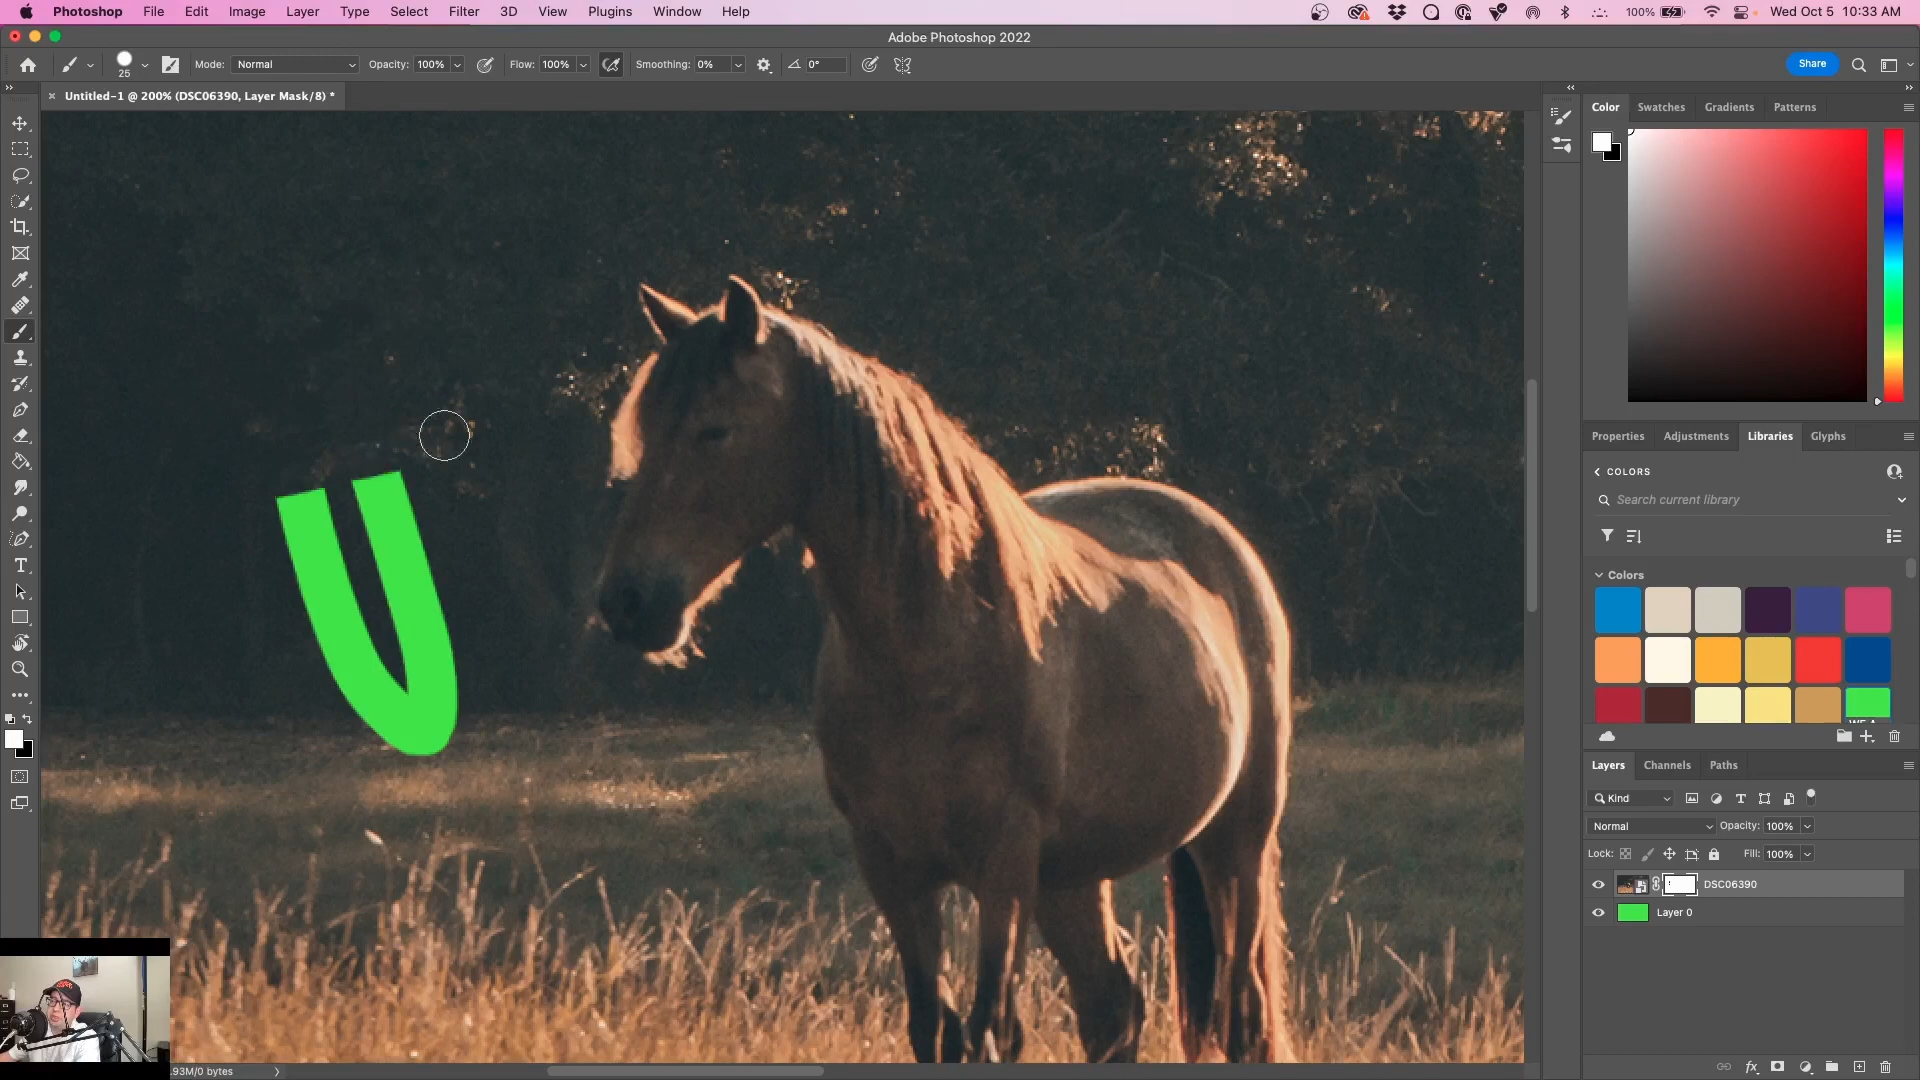 Photoshop File Edit Image Layer Type Select Filter 3D View Plugins Window Help 100% Wed Oct 5 10:33 AM
Adobe Photoshop 2022
25 Mode: Normal Opacity: 100% Flow: 100% Smoothing: 0% 0° Share
× Untitled-1 @ 200% (DSC06390, Layer Mask/8) *
Color Swatches Gradients Patterns
Properties Adjustments Libraries Glyphs
COLORS
Search current library
Colors
Layers Channels Paths
Kind
Normal Opacity: 100%
Lock: Fill: 100%
DSC06390
Layer 0
.93M/0 bytes
fx